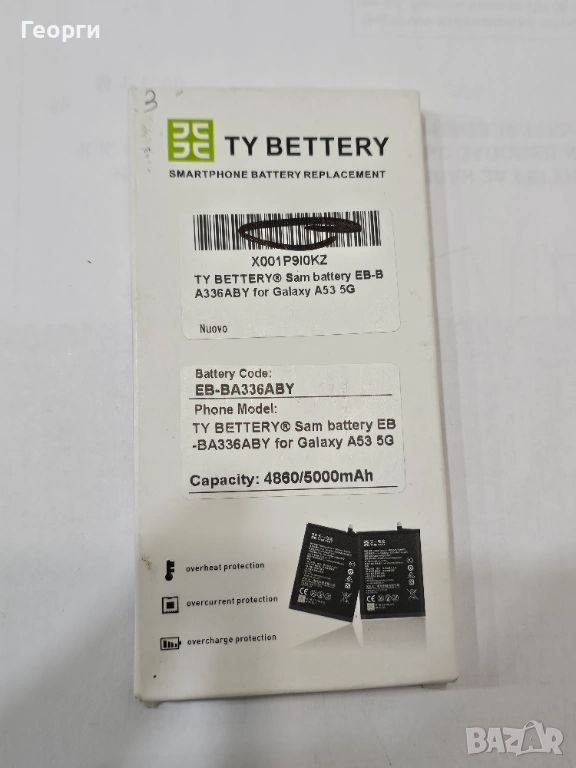 Георги
3
TY BETTERY
SMARTPHONE BATTERY REPLACEMENT
X001P9I0KZ
TY BETTERY® Sam battery EB-B
A336ABY for Galaxy A53 5G
Nuovo
Battery Code:
EB-BA336ABY
Phone Model:
TY BETTERY® Sam battery EB
-BA336ABY for Galaxy A53 5G
Capacity: 4860/5000mAh
overheat protection
overcurrent protection
overcharge protection
BAZAR